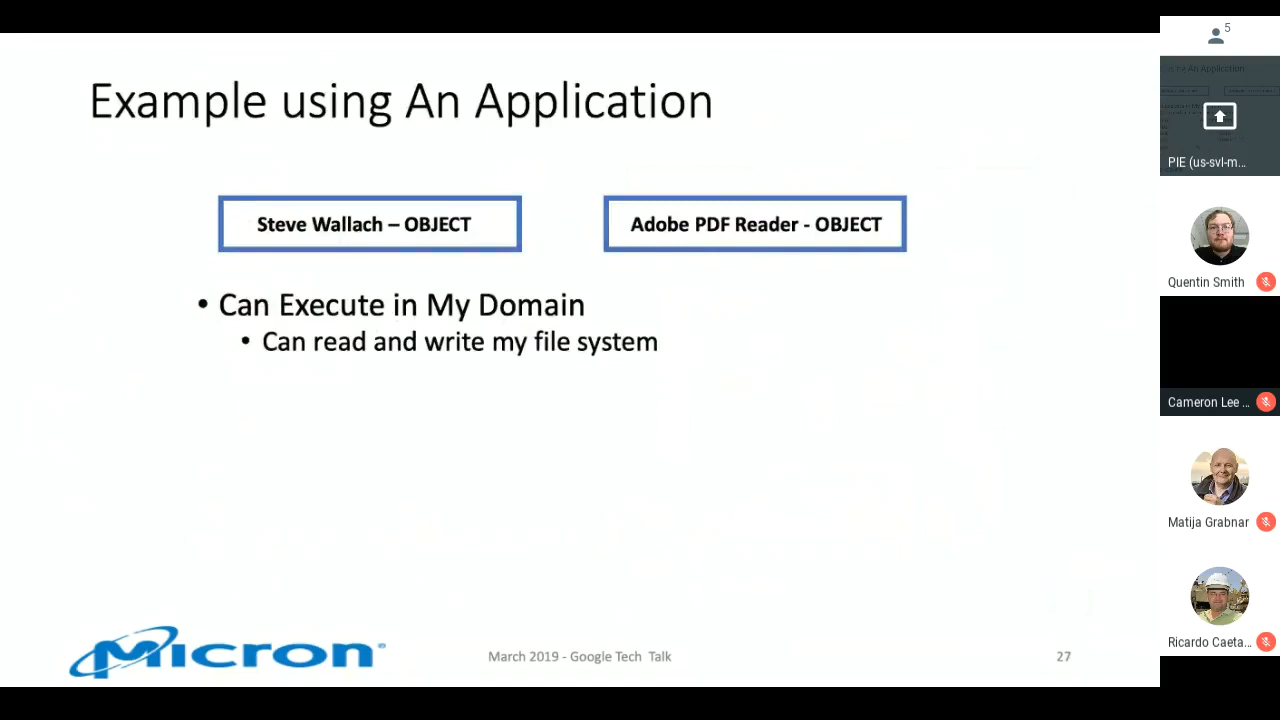 Example using An Application
Steve Wallach – OBJECT
Adobe PDF Reader - OBJECT
• Can Execute in My Domain
• Can read and write my file system
Micron®
March 2019 - Google Tech Talk
27
5
PIE (us-svl-m...
Quentin Smith
Cameron Lee ...
Matija Grabnar
Ricardo Caeta...